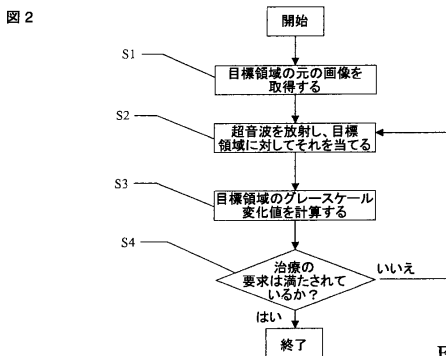 図2
開始
S1
目標領域の元の画像を
取得する
S2
超音波を放射し、目標
領域に対してそれを当てる
S3
目標領域のグレースケール
変化値を計算する
S4
治療の
要求は満たされて
いるか？
いいえ
はい
終了